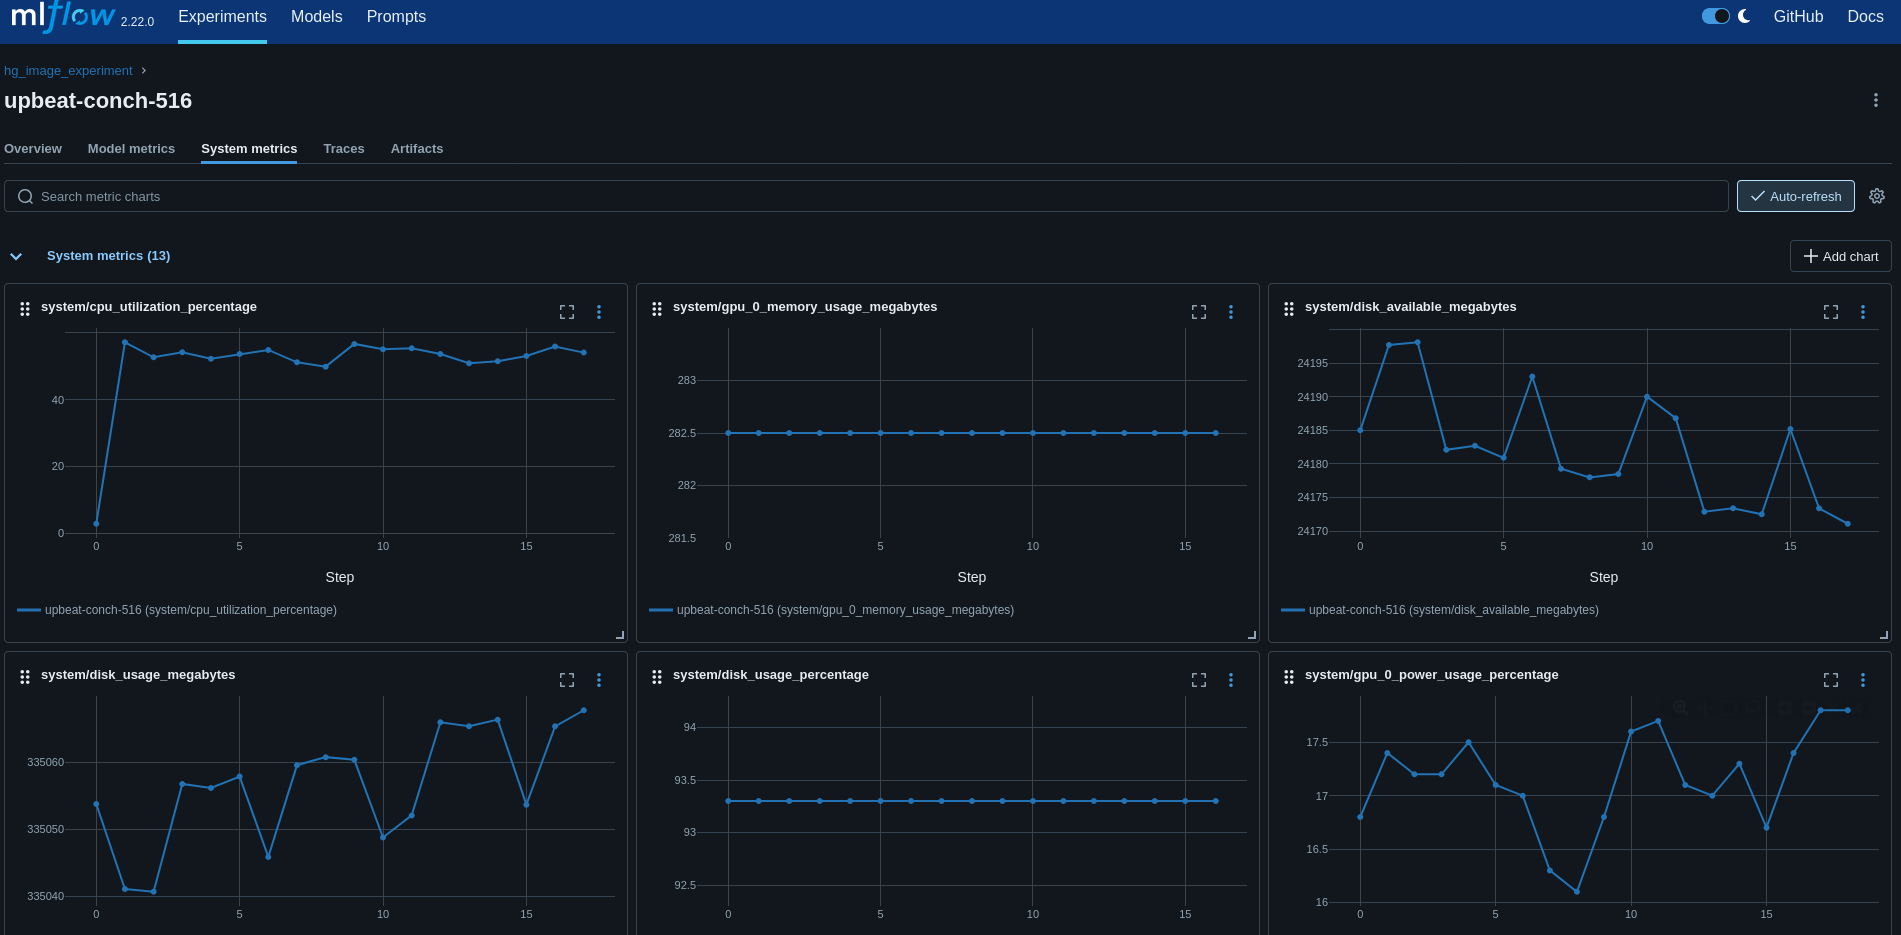 mlflow 2.22.0 Experiments Models Prompts GitHub Docs
hg_image_experiment
upbeat-conch-516
Overview Model metrics System metrics Traces Artifacts
Search metric charts Auto-refresh
System metrics (13) Add chart
system/cpu_utilization_percentage
40
20
0
0 5 10 15
Step
upbeat-conch-516 (system/cpu_utilization_percentage)
system/gpu_0_memory_usage_megabytes
283
282.5
282
281.5
0 5 10 15
Step
upbeat-conch-516 (system/gpu_0_memory_usage_megabytes)
system/disk_available_megabytes
24195
24190
24185
24180
24175
24170
0 5 10 15
Step
upbeat-conch-516 (system/disk_available_megabytes)
system/disk_usage_megabytes
335060
335050
335040
0 5 10 15
system/disk_usage_percentage
94
93.5
93
92.5
0 5 10 15
system/gpu_0_power_usage_percentage
17.5
17
16.5
16
0 5 10 15